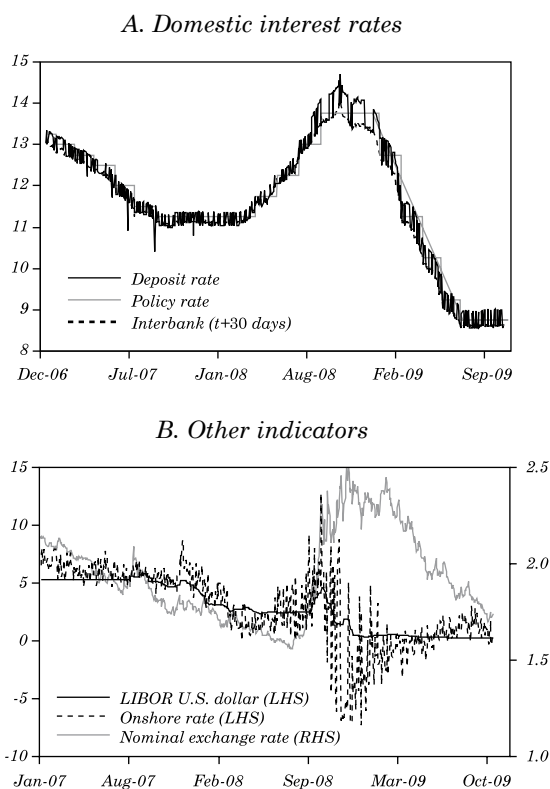 A. Domestic interest rates
15
14
13
12
11
10
9
8
Deposit rate
Policy rate
Interbank (t+30 days)
Dec-06 Jul-07 Jan-08 Aug-08 Feb-09 Sep-09
B. Other indicators
15 2.5
10
2.0
5
0
1.5
-5
-10 1.0
LIBOR U.S. dollar (LHS)
Onshore rate (LHS)
Nominal exchange rate (RHS)
Jan-07 Aug-07 Feb-08 Sep-08 Mar-09 Oct-09